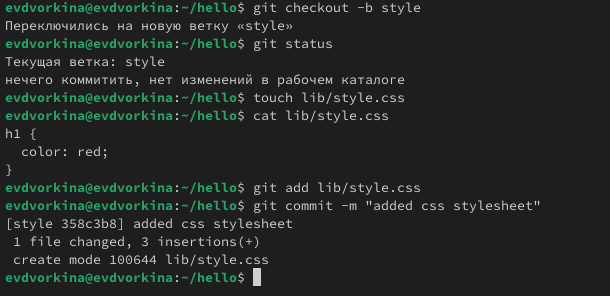 evdvorkina@evdvorkina:~/hello$ git checkout -b style
Переключились на новую ветку «style»
evdvorkina@evdvorkina:~/hello$ git status
Текущая ветка: style
нечего коммитить, нет изменений в рабочем каталоге
evdvorkina@evdvorkina:~/hello$ touch lib/style.css
evdvorkina@evdvorkina:~/hello$ cat lib/style.css
h1 {
  color: red;
}
evdvorkina@evdvorkina:~/hello$ git add lib/style.css
evdvorkina@evdvorkina:~/hello$ git commit -m "added css stylesheet"
[style 358c3b8] added css stylesheet
 1 file changed, 3 insertions(+)
 create mode 100644 lib/style.css
evdvorkina@evdvorkina:~/hello$